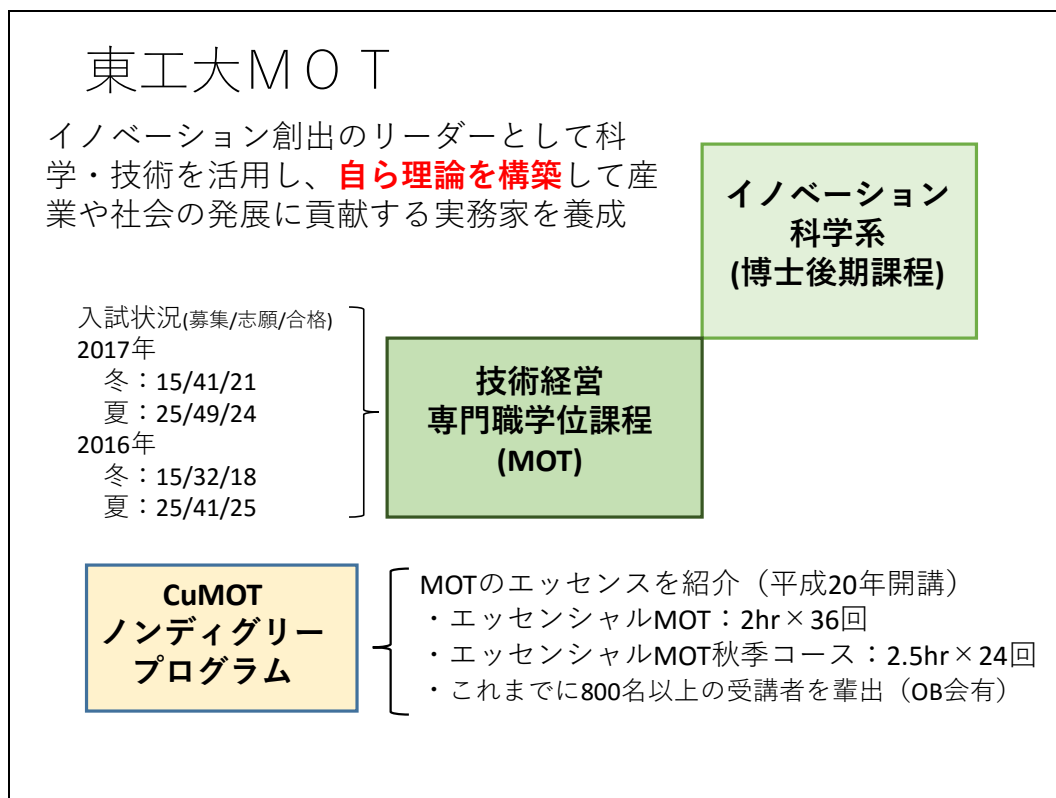 東工大ＭＯＴ
イノベーション創出のリーダーとして科
学・技術を活用し、自ら理論を構築して産
業や社会の発展に貢献する実務家を養成
イノベーション
科学系
(博士後期課程)
入試状況(募集/志願/合格)
2017年
冬：15/41/21
夏：25/49/24
2016年
冬：15/32/18
夏：25/41/25
技術経営
専門職学位課程
(MOT)
CuMOT
ノンディグリー
プログラム
MOTのエッセンスを紹介（平成20年開講）
・エッセンシャルMOT：2hr×36回
・エッセンシャルMOT秋季コース：2.5hr×24回
・これまでに800名以上の受講者を輩出（OB会有）